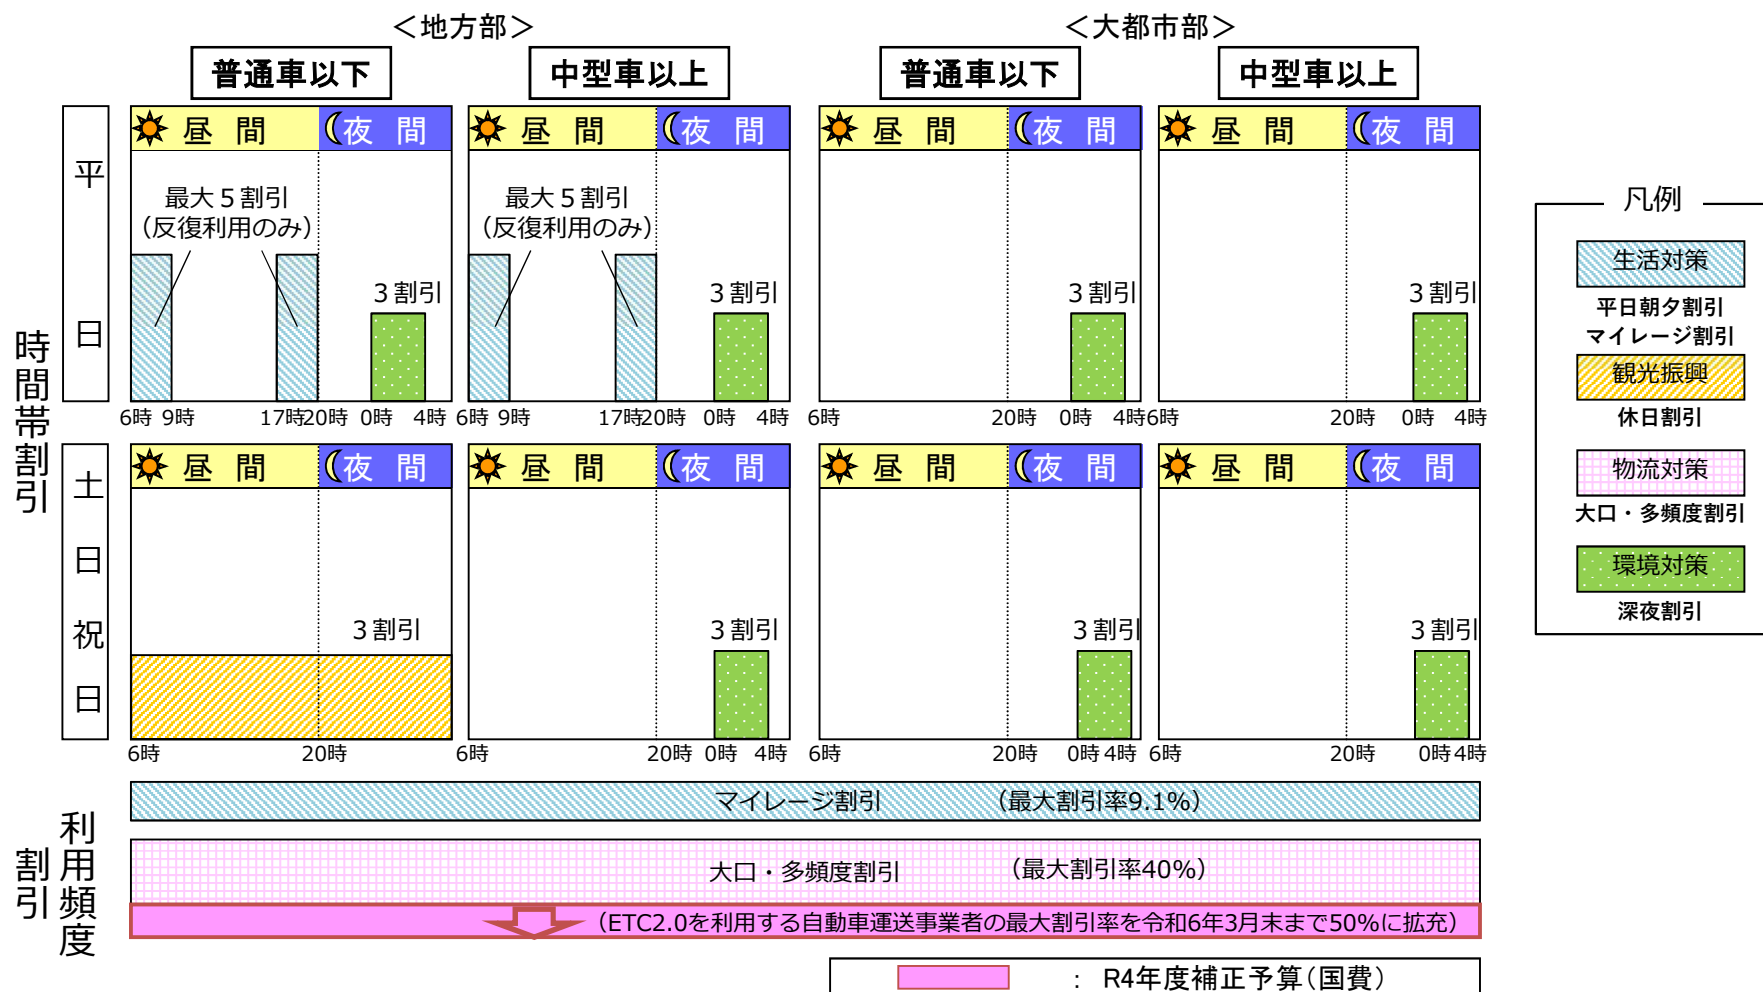 ＜地方部＞
＜大都市部＞
普通車以下
中型車以上
普通車以下
中型車以上
時間帯割引
平日
昼間
夜間
最大５割引
（反復利用のみ）
３割引
6時 9時 17時20時 0時 4時
昼間
夜間
最大５割引
（反復利用のみ）
３割引
6時 9時 17時20時 0時 4時
昼間
夜間
３割引
6時 20時 0時 4時
昼間
夜間
３割引
6時 20時 0時 4時
土日祝日
昼間
夜間
３割引
6時 20時
昼間
夜間
３割引
6時 20時 0時 4時
昼間
夜間
３割引
6時 20時 0時4時
昼間
夜間
３割引
6時 20時 0時4時
利用頻度
割引
マイレージ割引 （最大割引率9.1%）
大口・多頻度割引 （最大割引率40%）
（ETC2.0を利用する自動車運送事業者の最大割引率を令和6年3月末まで50%に拡充）
： R4年度補正予算（国費）
凡例
生活対策
平日朝夕割引
マイレージ割引
観光振興
休日割引
物流対策
大口・多頻度割引
環境対策
深夜割引